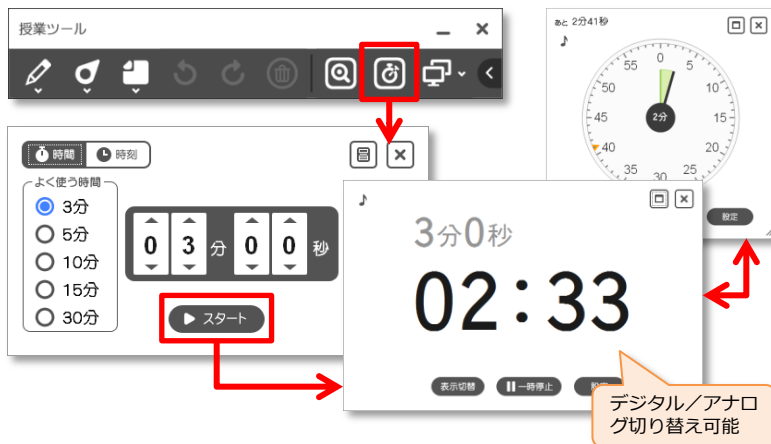 授業ツール
時間
時刻
よく使う時間
3分
5分
10分
15分
30分
0 3 分 0 0 秒
スタート
3分0秒
02:33
表示切替
一時停止
あと 2分41秒
0
5
10
15
20
25
30
35
40
45
50
55
2分
設定
デジタル／アナロ
グ切り替え可能